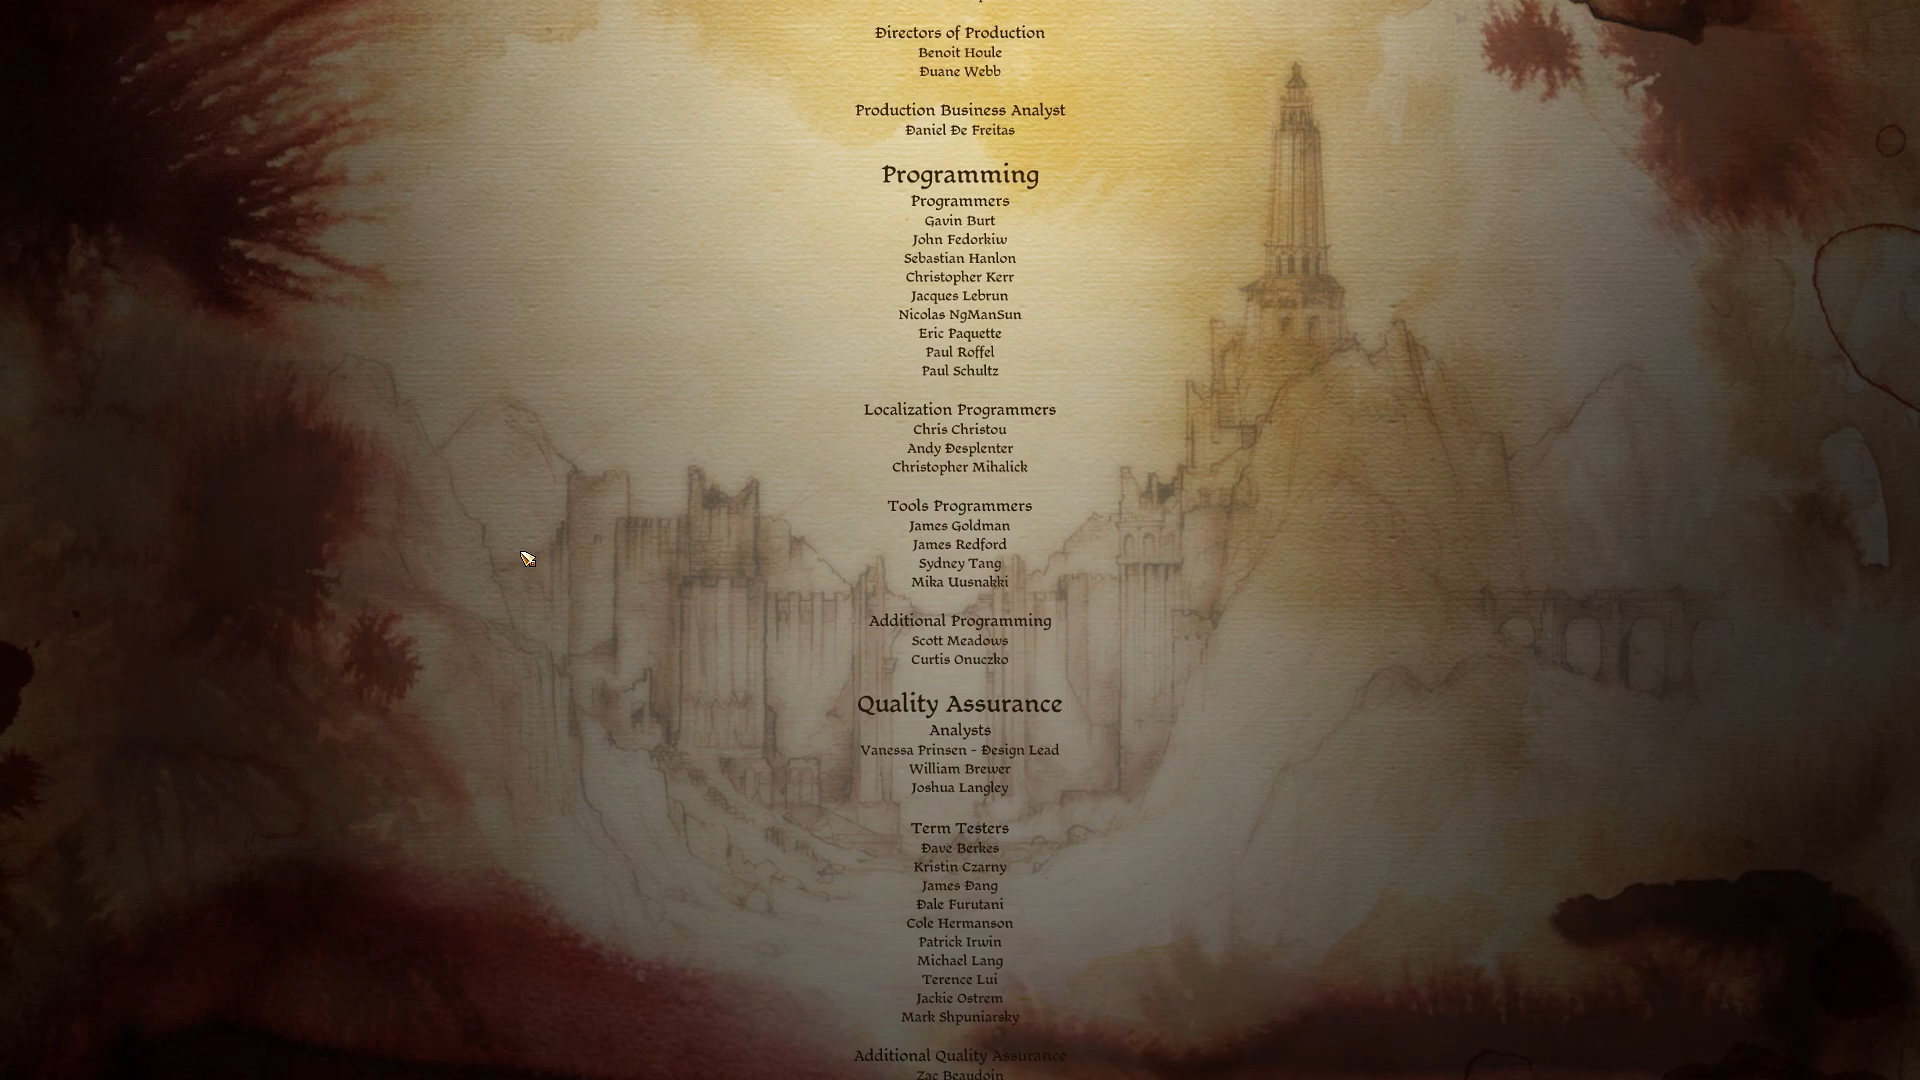 Directors of Production
Benoit Houle
Duane Webb
Production Business Analyst
Daniel De Freitas
Programming
Programmers
Gavin Burt
John Fedorkiw
Sebastian Hanlon
Christopher Kerr
Jacques Lebrun
Nicolas NgManSun
Eric Paquette
Paul Roffel
Paul Schultz
Localization Programmers
Chris Christou
Andy Desplenter
Christopher Mihalick
Tools Programmers
James Goldman
James Redford
Sydney Tang
Mika Uusnakki
Additional Programming
Scott Meadows
Curtis Onuczko
Quality Assurance
Analysts
Vanessa Prinsen - Design Lead
William Brewer
Joshua Langley
Term Testers
Dave Berkes
Kristin Czarny
James Dang
Dale Furutani
Cole Hermanson
Patrick Irwin
Michael Lang
Terence Lui
Jackie Ostrem
Mark Shpuniarsky
Additional Quality Assurance
Zac Beaudoin